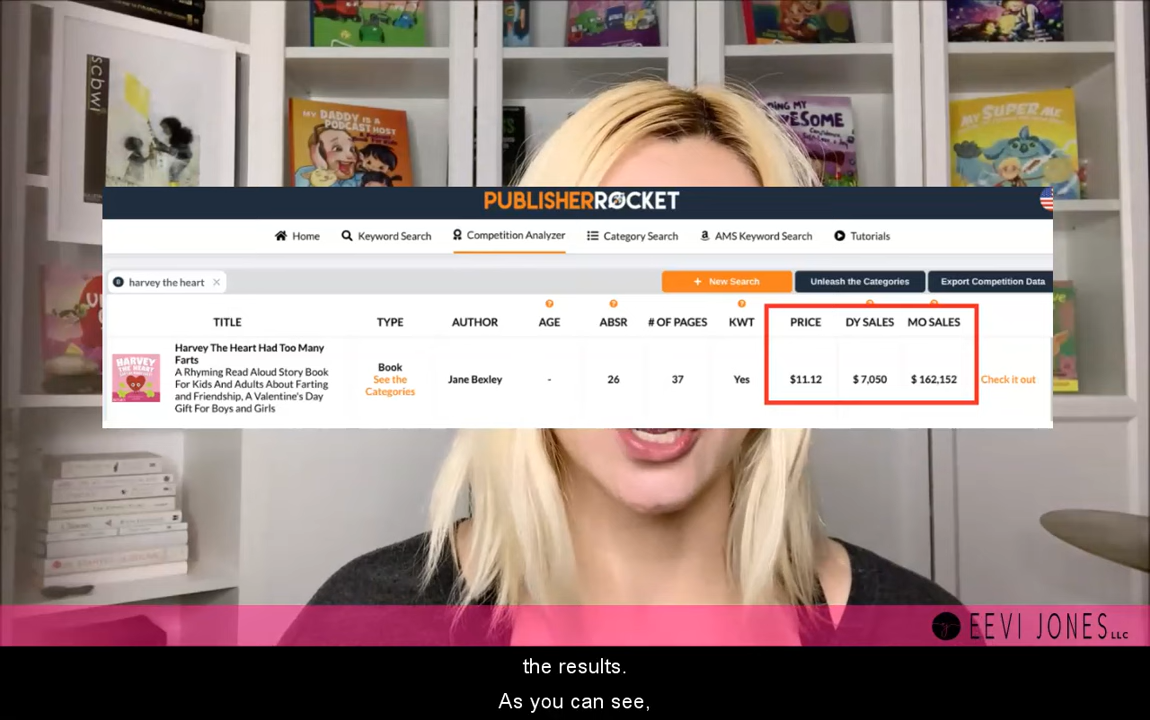 scbwi
MY DADDY IS A
PODCAST HOST
MY
SUPER ME
PUBLISHER ROCKET
Home
Keyword Search
Competition Analyzer
Category Search
AMS Keyword Search
Tutorials
harvey the heart
+ New Search
Unleash the Categories
Export Competition Data
TITLE
TYPE
AUTHOR
AGE
ABSR
# OF PAGES
KWT
PRICE
DY SALES
MO SALES
Harvey The Heart Had Too Many
Farts
A Rhyming Read Aloud Story Book
For Kids And Adults About Farting
and Friendship, A Valentine's Day
Gift For Boys and Girls
Book
See the
Categories
Jane Bexley
-
26
37
Yes
$11.12
$ 7,050
$ 162,152
Check it out
HARVEY
THE HEART
EEVI JONES LLC
the results.
As you can see,